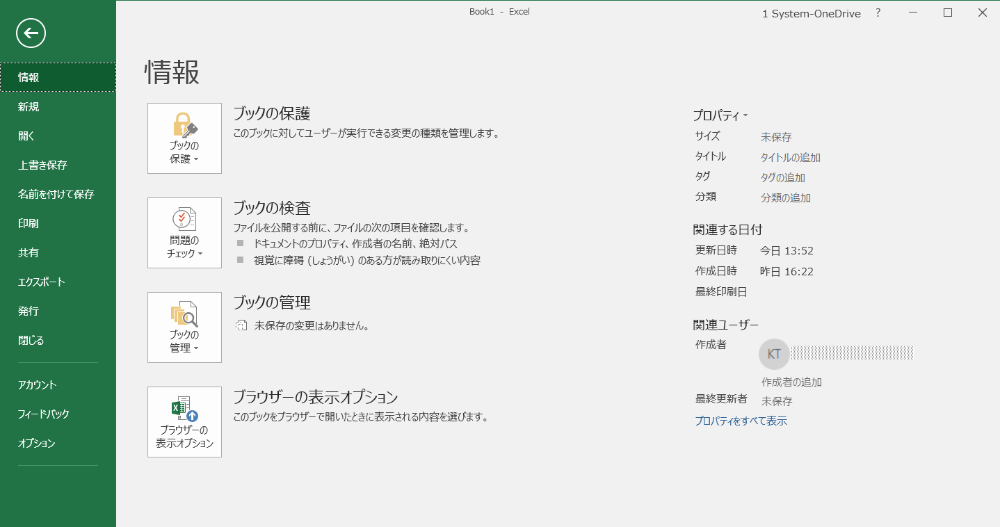 Book1 - Excel
1 System-OneDrive ?
情報
新規
開く
上書き保存
名前を付けて保存
印刷
共有
エクスポート
発行
閉じる
アカウント
フィードバック
オプション
情報
ブックの
保護
ブックの保護
このブックに対してユーザーが実行できる変更の種類を管理します。
問題の
チェック
ブックの検査
ファイルを公開する前に、ファイルの次の項目を確認します。
ドキュメントのプロパティ、作成者の名前、絶対パス
視覚に障碍 (しょうがい) のある方が読み取りにくい内容
ブックの
管理
ブックの管理
未保存の変更はありません。
ブラウザーの
表示オプション
ブラウザーの表示オプション
このブックをブラウザーで開いたときに表示される内容を選びます。
プロパティ
サイズ 未保存
タイトル タイトルの追加
タグ タグの追加
分類 分類の追加
関連する日付
更新日時 今日 13:52
作成日時 昨日 16:22
最終印刷日
関連ユーザー
作成者
KT
作成者の追加
最終更新者 未保存
プロパティをすべて表示